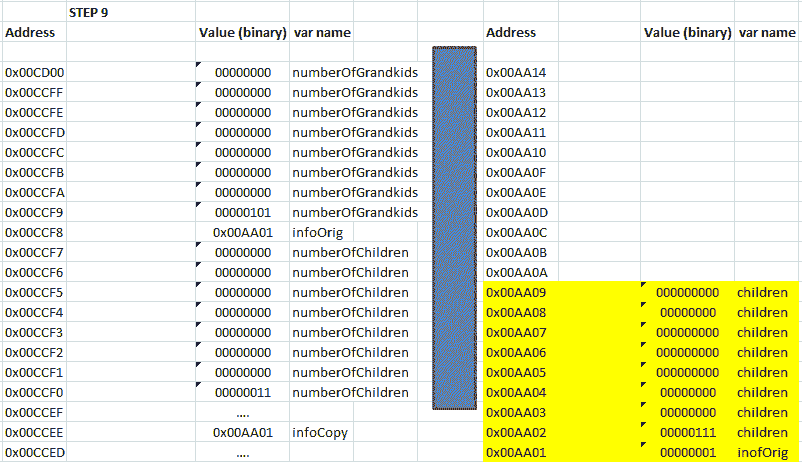 STEP 9
Address Value (binary) var name Address Value (binary) var name
0x00CD00 00000000 numberOfGrandkids 0x00AA14
0x00CCFF 00000000 numberOfGrandkids 0x00AA13
0x00CCFE 00000000 numberOfGrandkids 0x00AA12
0x00CCFD 00000000 numberOfGrandkids 0x00AA11
0x00CCFC 00000000 numberOfGrandkids 0x00AA10
0x00CCFB 00000000 numberOfGrandkids 0x00AA0F
0x00CCFA 00000000 numberOfGrandkids 0x00AA0E
0x00CCF9 00000101 numberOfGrandkids 0x00AA0D
0x00CCF8 0x00AA01 infoOrig 0x00AA0C
0x00CCF7 00000000 numberOfChildren 0x00AA0B
0x00CCF6 00000000 numberOfChildren 0x00AA0A
0x00CCF5 00000000 numberOfChildren 0x00AA09 000000000 children
0x00CCF4 00000000 numberOfChildren 0x00AA08 00000000 children
0x00CCF3 00000000 numberOfChildren 0x00AA07 000000000 children
0x00CCF2 00000000 numberOfChildren 0x00AA06 000000000 children
0x00CCF1 00000000 numberOfChildren 0x00AA05 000000000 children
0x00CCF0 00000011 numberOfChildren 0x00AA04 00000000 children
0x00CCEF .... 0x00AA03 00000000 children
0x00CCEE 0x00AA01 infoCopy 0x00AA02 00000111 children
0x00CCED .... 0x00AA01 00000001 inofOrig